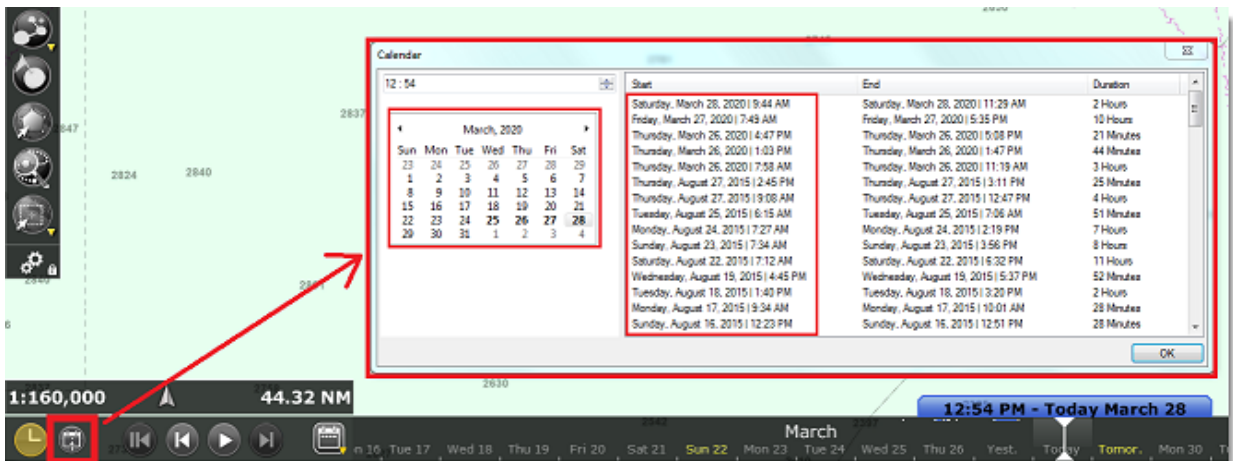 2838
Calendar
12 : 54
Start End Duration
Saturday, March 28, 2020 | 9:44 AM Saturday, March 28, 2020 | 11:29 AM 2 Hours
Friday, March 27, 2020 | 7:49 AM Friday, March 27, 2020 | 5:35 PM 10 Hours
Thursday, March 26, 2020 | 4:47 PM Thursday, March 26, 2020 | 5:08 PM 21 Minutes
Thursday, March 26, 2020 | 1:03 PM Thursday, March 26, 2020 | 1:47 PM 44 Minutes
Thursday, March 26, 2020 | 7:58 AM Thursday, March 26, 2020 | 11:19 AM 3 Hours
Thursday, August 27, 2015 | 2:45 PM Thursday, August 27, 2015 | 3:11 PM 25 Minutes
Thursday, August 27, 2015 | 9:08 AM Thursday, August 27, 2015 | 12:47 PM 4 Hours
Tuesday, August 25, 2015 | 6:15 AM Tuesday, August 25, 2015 | 7:06 AM 51 Minutes
Monday, August 24, 2015 | 7:27 AM Monday, August 24, 2015 | 2:19 PM 7 Hours
Sunday, August 23, 2015 | 7:34 AM Sunday, August 23, 2015 | 3:56 PM 8 Hours
Saturday, August 22, 2015 | 7:12 AM Saturday, August 22, 2015 | 6:32 PM 11 Hours
Wednesday, August 19, 2015 | 4:45 PM Wednesday, August 19, 2015 | 5:37 PM 52 Minutes
Tuesday, August 18, 2015 | 1:40 PM Tuesday, August 18, 2015 | 3:20 PM 2 Hours
Monday, August 17, 2015 | 9:34 AM Monday, August 17, 2015 | 10:01 AM 28 Minutes
Sunday, August 16, 2015 | 12:23 PM Sunday, August 16, 2015 | 12:51 PM 28 Minutes
March, 2020
Sun Mon Tue Wed Thu Fri Sat
23 24 25 26 27 28 29
1 2 3 4 5 6 7
8 9 10 11 12 13 14
15 16 17 18 19 20 21
22 23 24 25 26 27 28
29 30 31 1 2 3 4
OK
2837
847
2824 2840
2630
1:160,000 44.32 NM
12:54 PM - Today March 28
March
n 16 Tue 17 Wed 18 Thu 19 Fri 20 Sat 21 Sun 22 Mon 23 Tue 24 Wed 25 Thu 26 Yest. Today Tomor. Mon 30